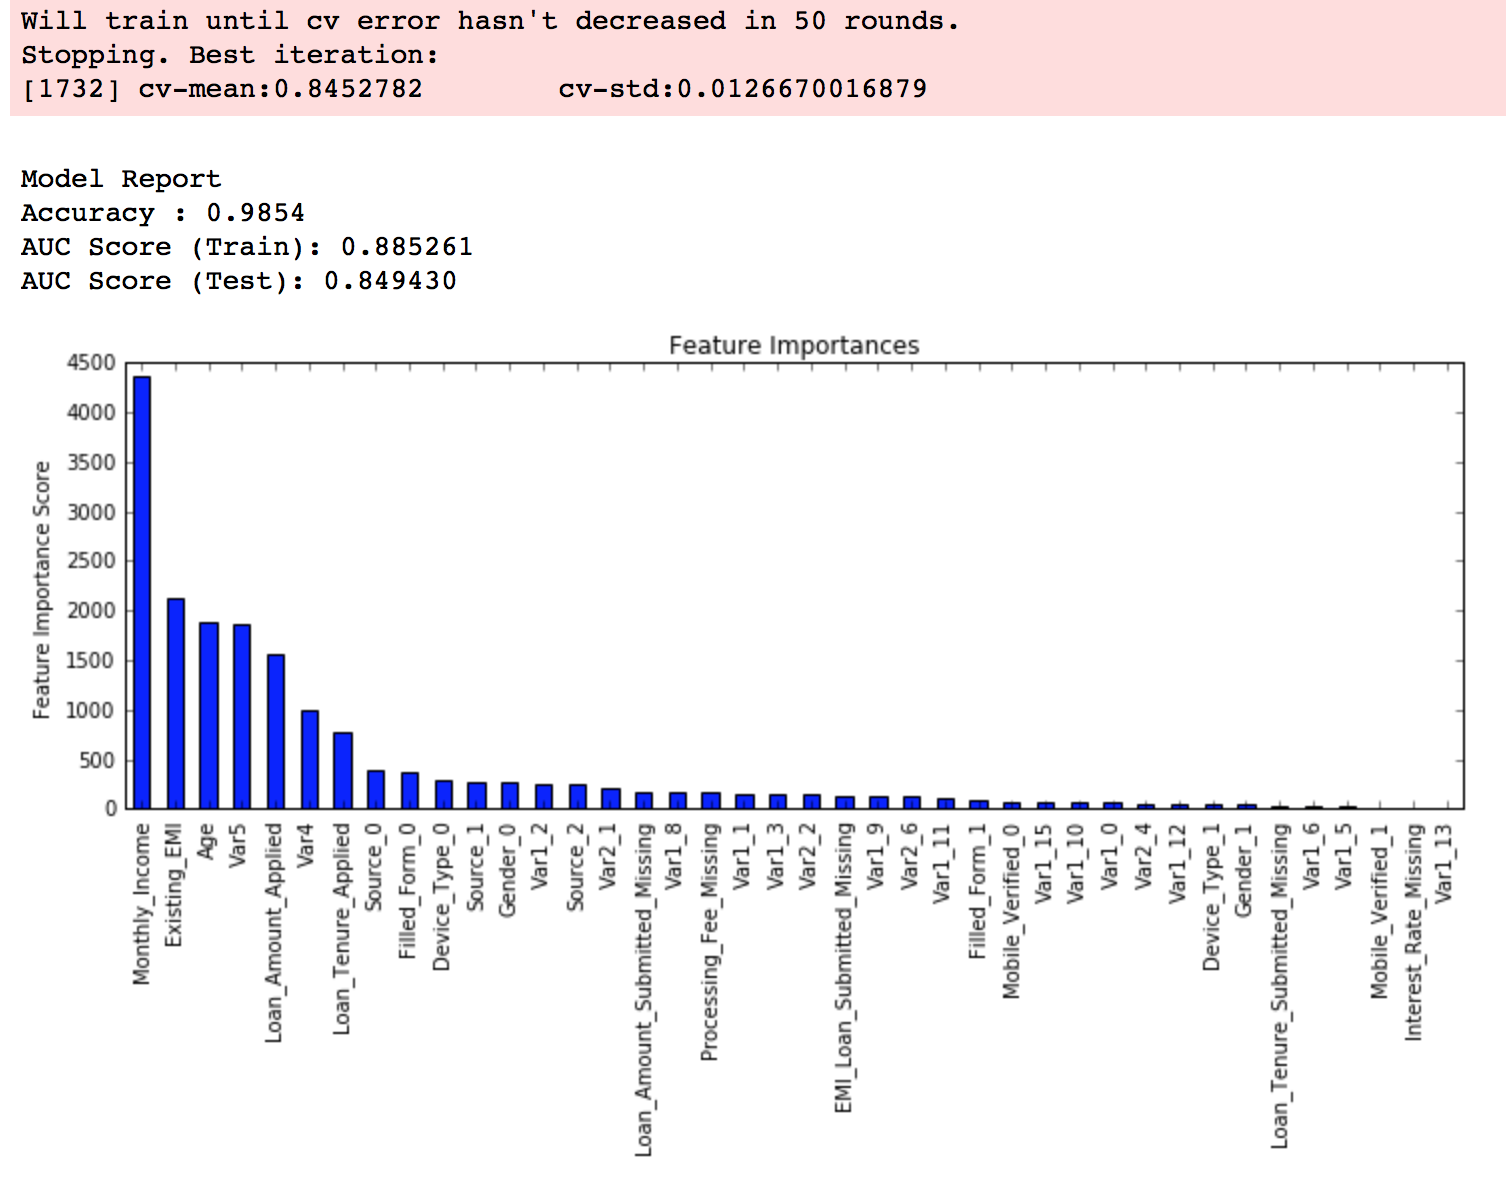 Will train until cv error hasn't decreased in 50 rounds.
Stopping. Best iteration:
[1732] cv-mean:0.8452782 cv-std:0.0126670016879
Model Report
Accuracy : 0.9854
AUC Score (Train): 0.885261
AUC Score (Test): 0.849430
Feature Importances
Feature Importance Score
4500
4000
3500
3000
2500
2000
1500
1000
500
0
Monthly_Income
Existing_EMI
Age
Var5
Loan_Amount_Applied
Var4
Loan_Tenure_Applied
Source_0
Filled_Form_0
Device_Type_0
Source_1
Gender_0
Var1_2
Source_2
Var2_1
Loan_Amount_Submitted_Missing
Var1_8
Processing_Fee_Missing
Var1_1
Var1_3
Var2_2
EMI_Loan_Submitted_Missing
Var1_9
Var2_6
Var1_11
Filled_Form_1
Mobile_Verified_0
Var1_15
Var1_10
Var1_0
Var2_4
Var1_12
Device_Type_1
Gender_1
Loan_Tenure_Submitted_Missing
Var1_6
Var1_5
Mobile_Verified_1
Interest_Rate_Missing
Var1_13